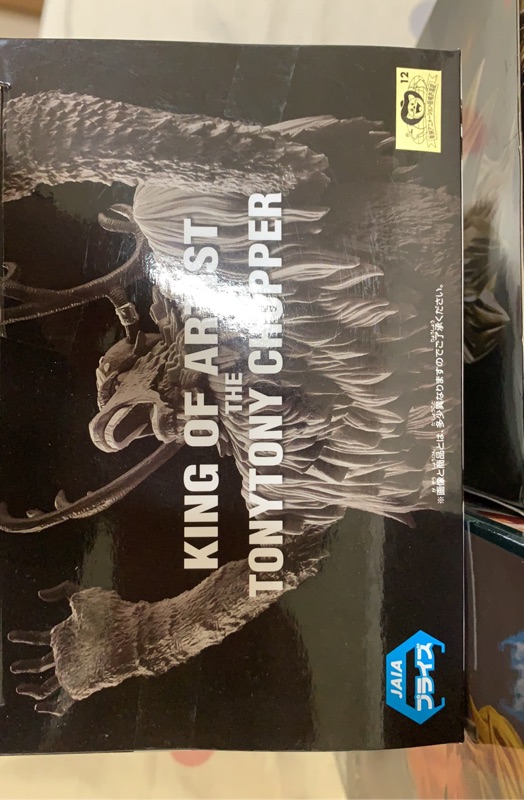 KING OF ARTIST
THE
TONYTONY CHOPPER
※画像と商品とは、多少異なりますのでご了承ください。
JAIA
プライズ
12